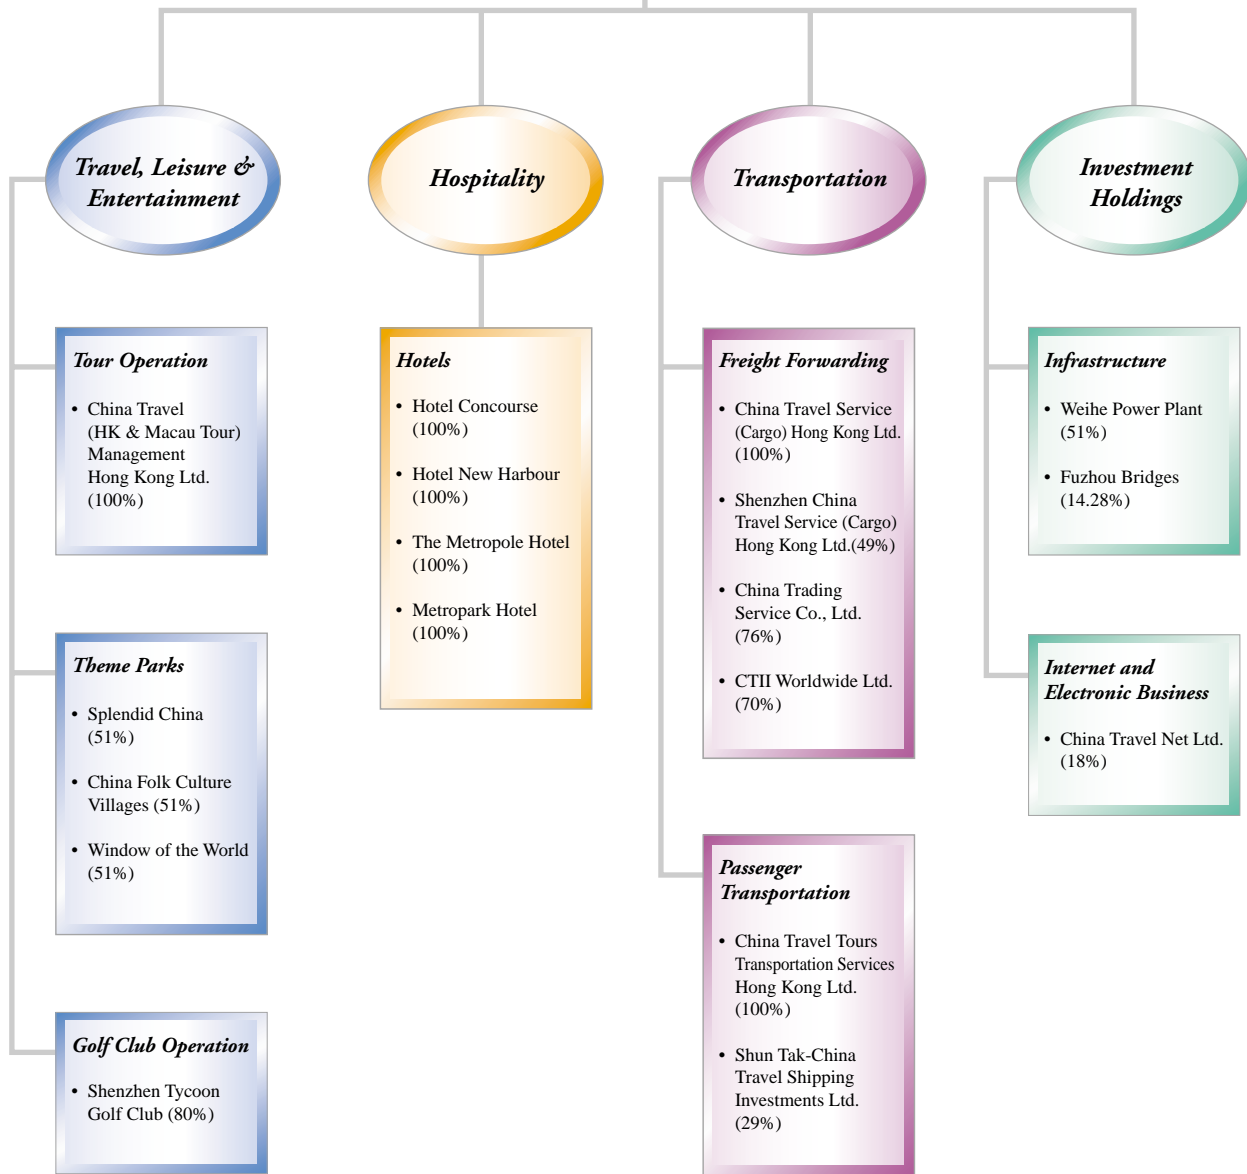 Travel, Leisure &
Entertainment
Hospitality
Transportation
Investment
Holdings
Tour Operation
• China Travel
(HK & Macau Tour)
Management
Hong Kong Ltd.
(100%)
Theme Parks
• Splendid China
(51%)
• China Folk Culture
Villages (51%)
• Window of the World
(51%)
Golf Club Operation
• Shenzhen Tycoon
Golf Club (80%)
Hotels
• Hotel Concourse
(100%)
• Hotel New Harbour
(100%)
• The Metropole Hotel
(100%)
• Metropark Hotel
(100%)
Freight Forwarding
• China Travel Service
(Cargo) Hong Kong Ltd.
(100%)
• Shenzhen China
Travel Service (Cargo)
Hong Kong Ltd.(49%)
• China Trading
Service Co., Ltd.
(76%)
• CTII Worldwide Ltd.
(70%)
Passenger
Transportation
• China Travel Tours
Transportation Services
Hong Kong Ltd.
(100%)
• Shun Tak-China
Travel Shipping
Investments Ltd.
(29%)
Infrastructure
• Weihe Power Plant
(51%)
• Fuzhou Bridges
(14.28%)
Internet and
Electronic Business
• China Travel Net Ltd.
(18%)